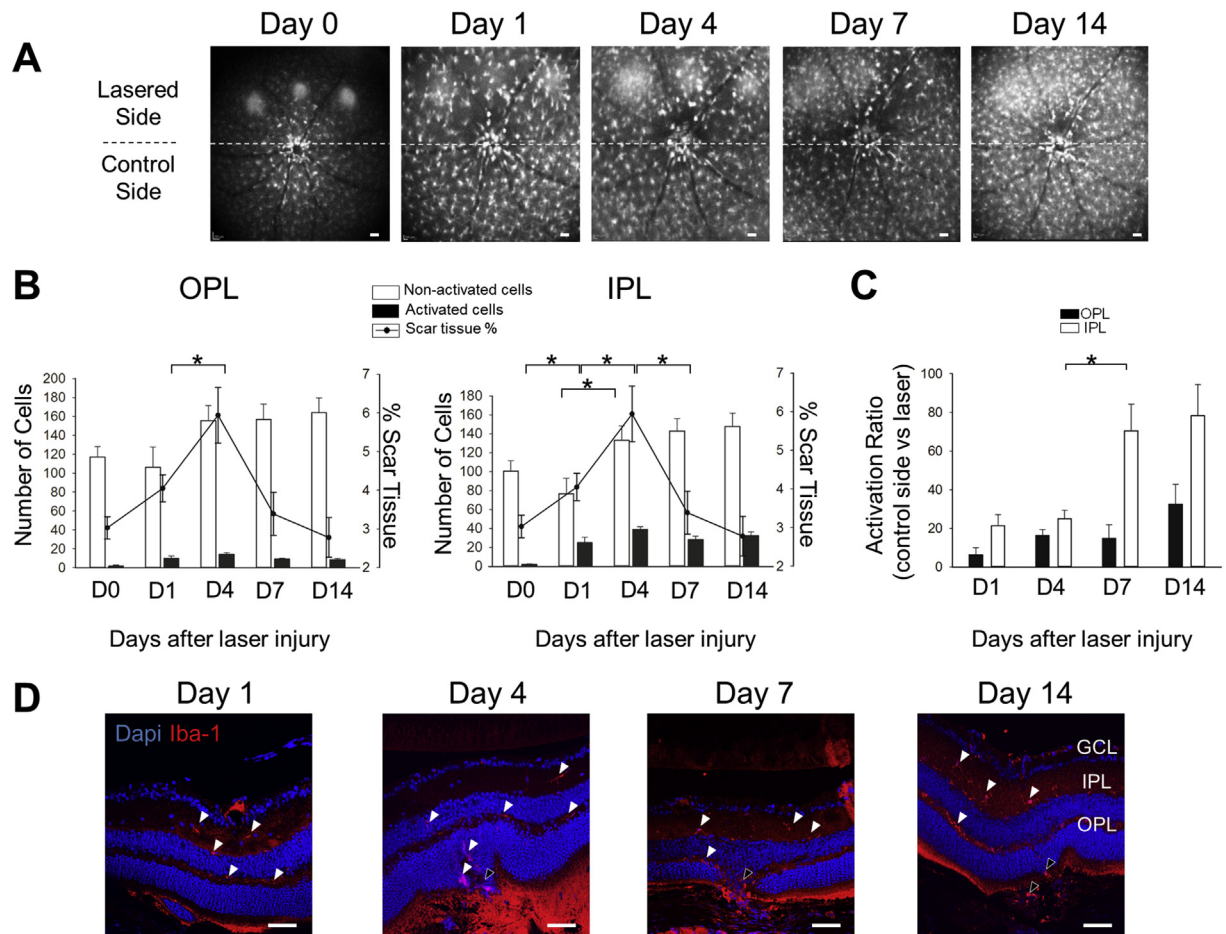 Day 0 Day 1 Day 4 Day 7 Day 14
A
Lasered
Side
Control
Side
B
OPL
Non-activated cells
Activated cells
Scar tissue %
IPL
*
Number of Cells
200
180
160
140
120
100
80
60
40
20
0
7
6
5
4
3
2
% Scar Tissue
D0 D1 D4 D7 D14
Days after laser injury
* * *
*
Number of Cells
180
160
140
120
100
80
60
40
20
0
7
6
5
4
3
2
% Scar Tissue
D0 D1 D4 D7 D14
Days after laser injury
C
OPL
IPL
*
Activation Ratio
(control side vs laser)
100
80
60
40
20
0
D1 D4 D7 D14
Days after laser injury
D
Day 1 Day 4 Day 7 Day 14
Dapi Iba-1
GCL
IPL
OPL